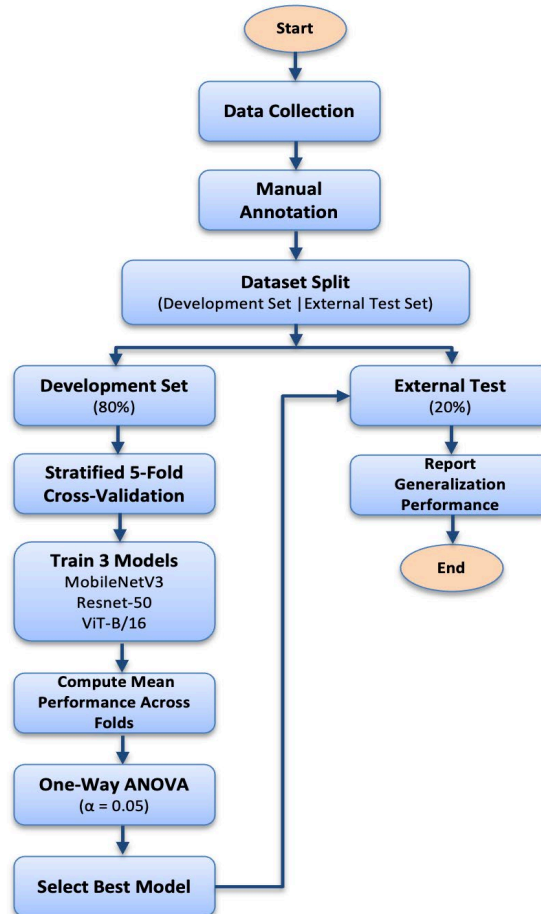 Start
Data Collection
Manual
Annotation
Dataset Split
(Development Set |External Test Set)
Development Set
(80%)
Stratified 5-Fold
Cross-Validation
Train 3 Models
MobileNetV3
Resnet-50
ViT-B/16
Compute Mean
Performance Across
Folds
One-Way ANOVA
(α = 0.05)
Select Best Model
External Test
(20%)
Report
Generalization
Performance
End